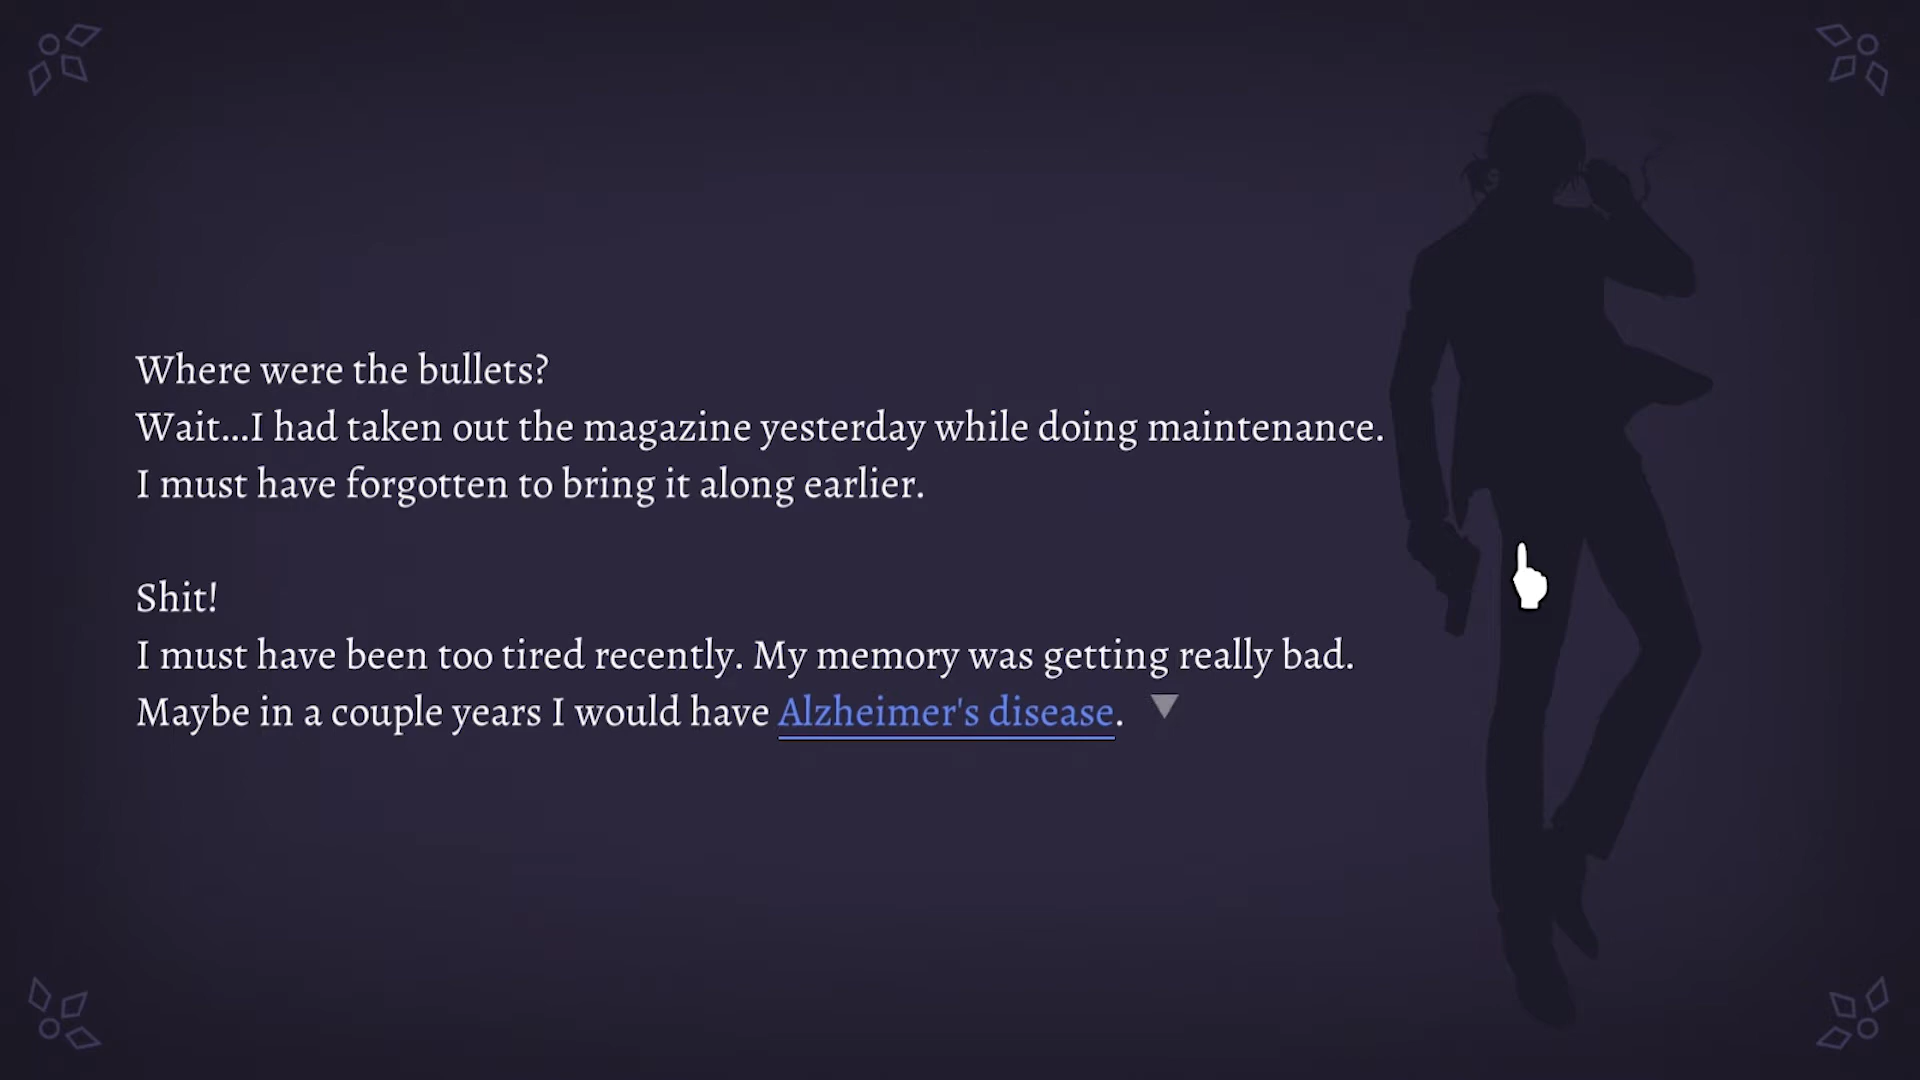 Where were the bullets?
Wait...I had taken out the magazine yesterday while doing maintenance.
I must have forgotten to bring it along earlier.
Shit!
I must have been too tired recently. My memory was getting really bad.
Maybe in a couple years I would have Alzheimer's disease.